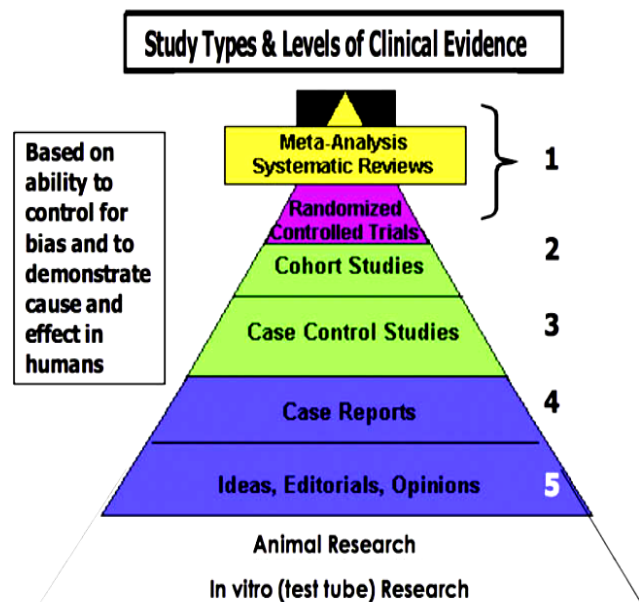 Study Types & Levels of Clinical Evidence
Based on
ability to
control for
bias and to
demonstrate
cause and
effect in
humans
Meta-Analysis
Systematic Reviews
1
Randomized
Controlled Trials
2
Cohort Studies
3
Case Control Studies
4
Case Reports
5
Ideas, Editorials, Opinions
Animal Research
In vitro (test tube) Research